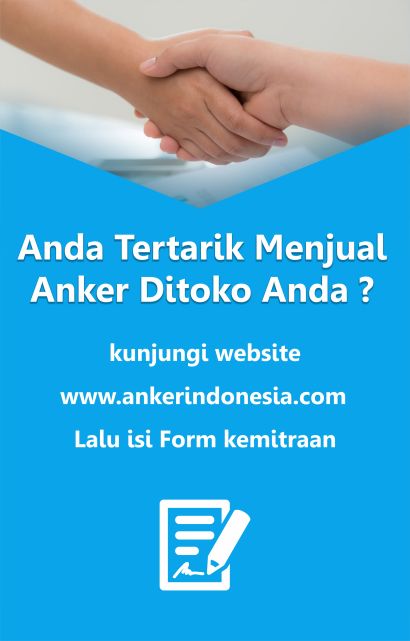 Anda Tertarik Menjual
Anker Ditoko Anda ?
kunjungi website
www.ankerindonesia.com
Lalu isi Form kemitraan